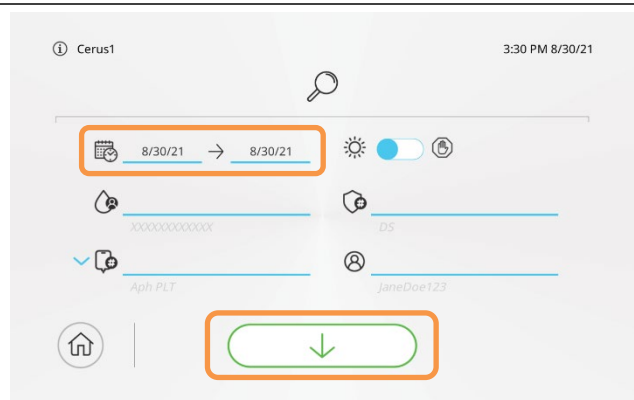 Cerus1
3:30 PM 8/30/21
8/30/21 → 8/30/21
XXXXXXXXXXXX
DS
Aph PLT
JaneDoe123